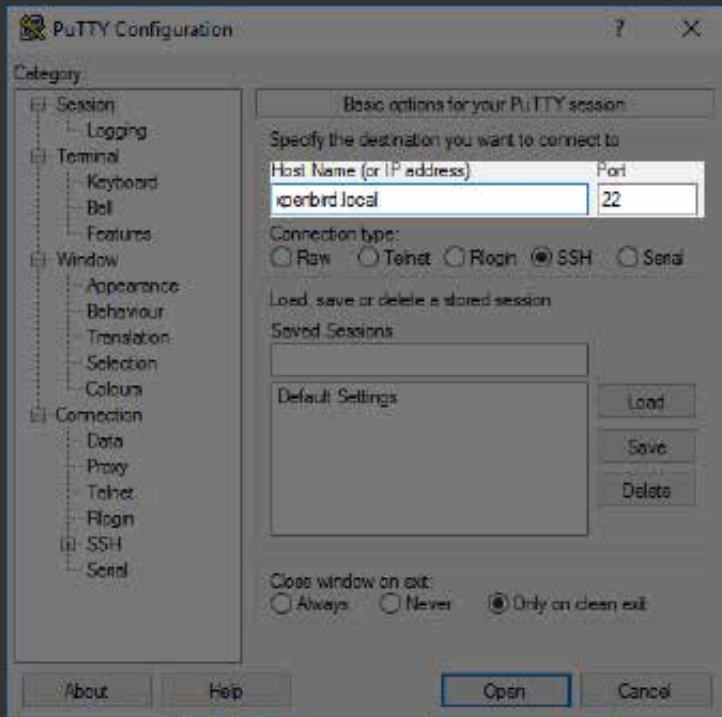 PuTTY Configuration ? X
Category:
Session
Logging
Terminal
Keyboard
Bell
Features
Window
Appearance
Behaviour
Translation
Selection
Colours
Connection
Data
Proxy
Telnet
Rlogin
SSH
Serial
Basic options for your PuTTY session
Specify the destination you want to connect to
Host Name (or IP address) Port
xperbird.local 22
Connection type:
Raw Telnet Rlogin SSH Serial
Load, save or delete a stored session
Saved Sessions
Default Settings
Load
Save
Delete
Close window on exit:
Always Never Only on clean exit
About Help Open Cancel